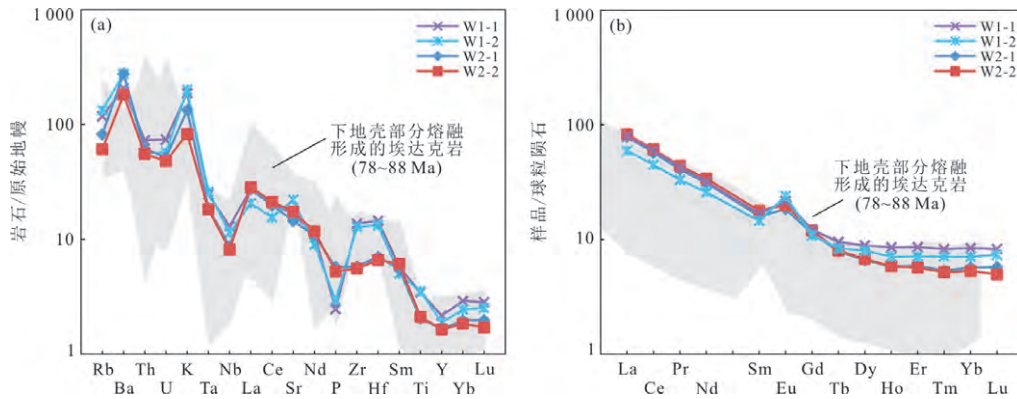 1 000
(a)
W1-1
W1-2
W2-1
W2-2
100
10
1
岩石/原始地幔
下地壳部分熔融
形成的埃达克岩
(78~88 Ma)
Rb Th K Nb Ce Nd Zr Sm Y Lu
Ba U Ta La Sr P Hf Ti Yb
1 000
(b)
W1-1
W1-2
W2-1
W2-2
100
10
1
样品/球粒陨石
下地壳部分熔融
形成的埃达克岩
(78~88 Ma)
La Pr Sm Gd Dy Er Yb
Ce Nd Eu Tb Ho Tm Lu